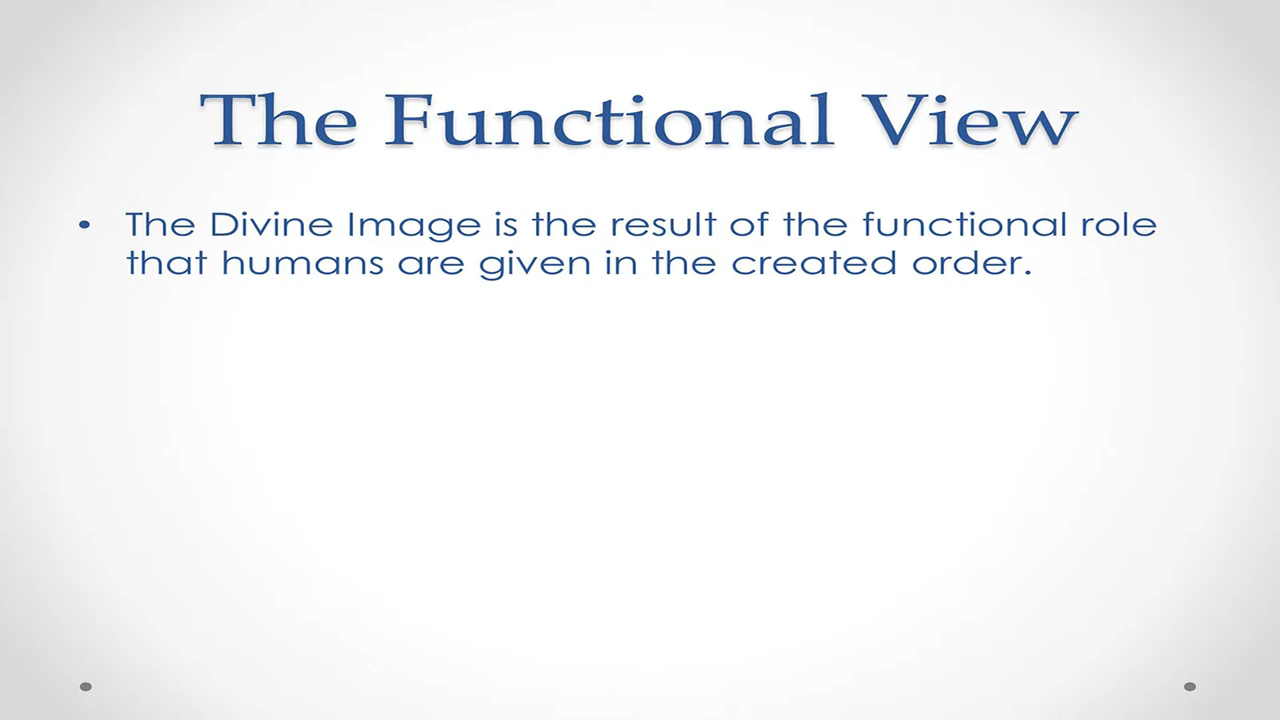 The Functional View
• The Divine Image is the result of the functional role
that humans are given in the created order.